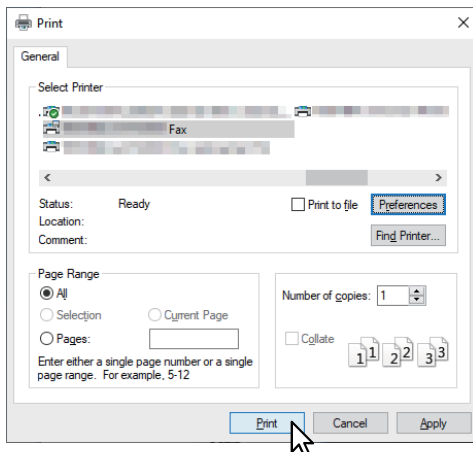 Print
General
Select Printer
Fax
Status: Ready
Print to file
Preferences
Location:
Comment:
Find Printer...
Page Range
All
Selection
Current Page
Pages:
Enter either a single page number or a single
page range. For example, 5-12
Number of copies: 1
Collate
1 1 2 2 3 3
Print
Cancel
Apply